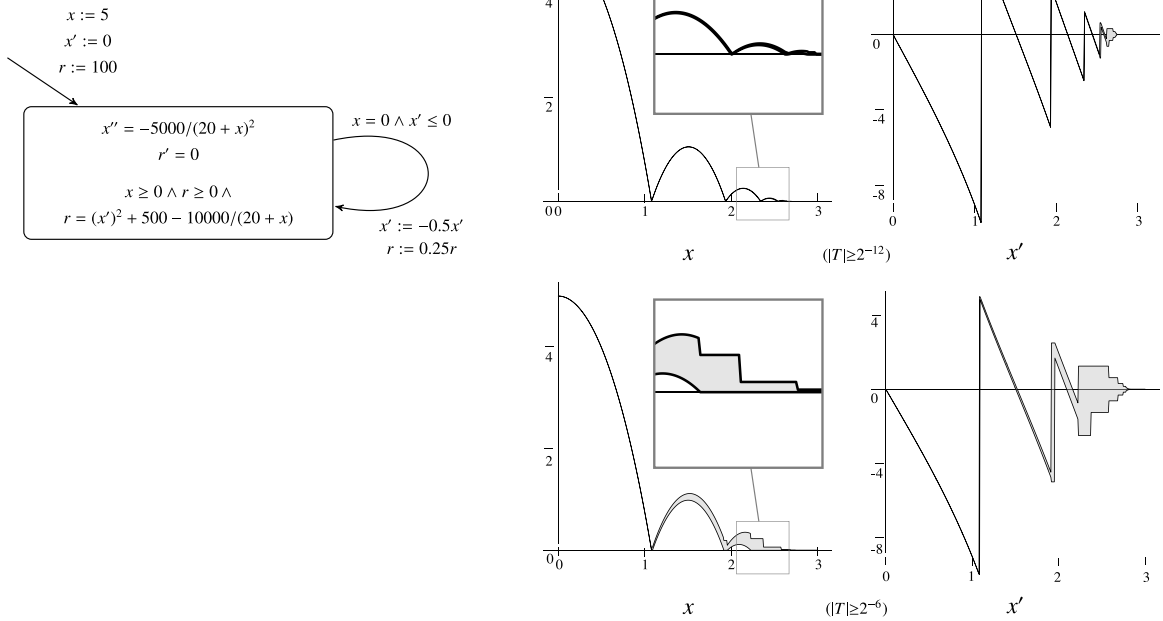 x := 5
x′ := 0
r := 100
x′′ = −5000/(20 + x)²
r′ = 0
x ≥ 0 ∧ r ≥ 0 ∧
r = (x′)² + 500 − 10000/(20 + x)
x = 0 ∧ x′ ≤ 0
x′ := −0.5x′
r := 0.25r
4
2
0 0 1 2 3
x
(|T|≥2⁻¹²)
0
-4
-8
0 1 2 3
x′
4
2
0 0 1 2 3
x
(|T|≥2⁻⁶)
4
0
-4
-8
0 1 2 3
x′